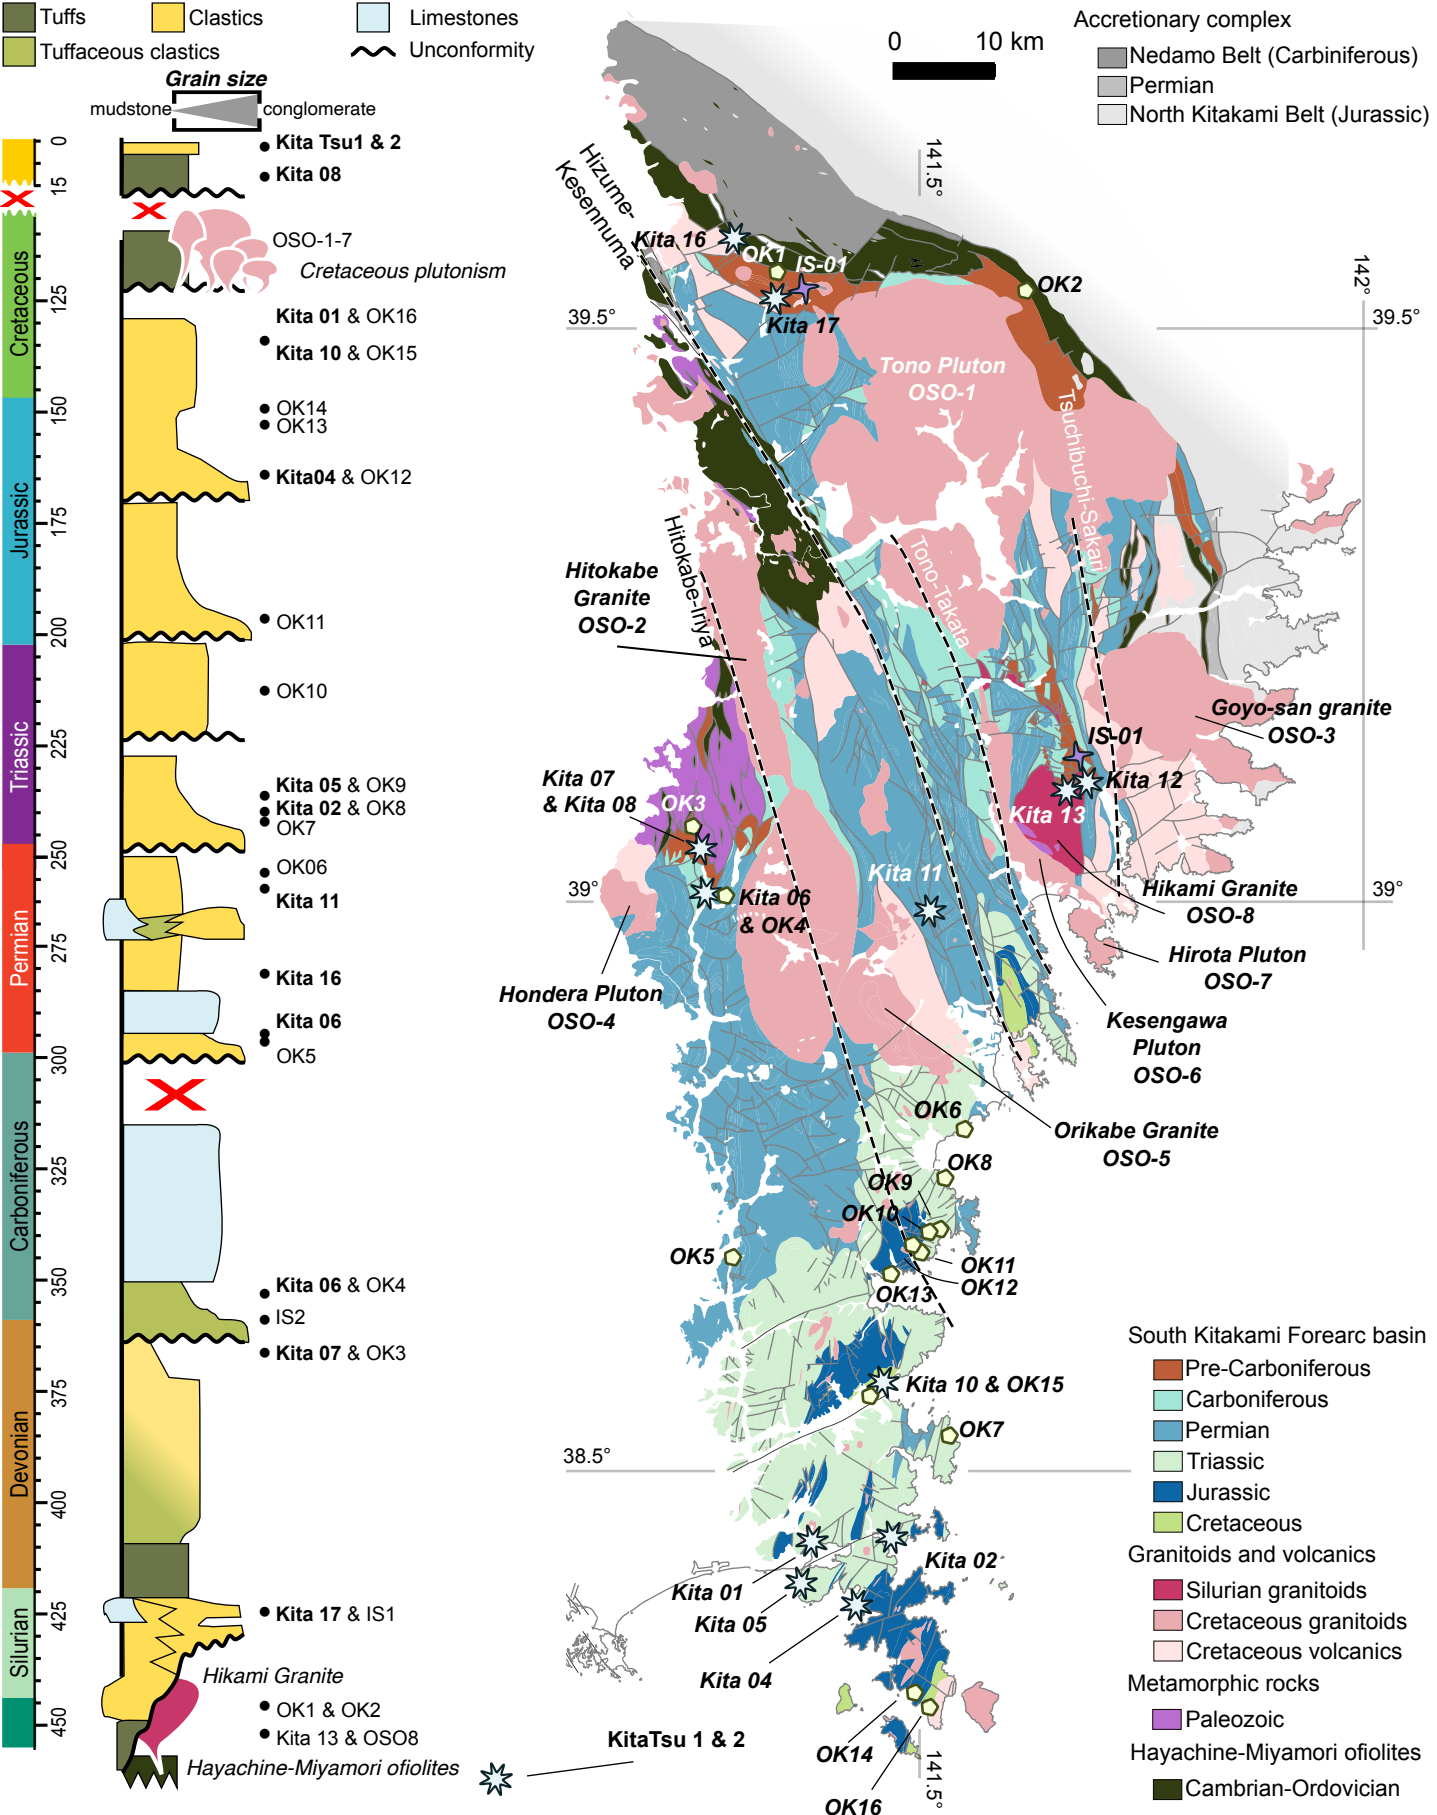 Tuffs
Clastics
Limestones
Tuffaceous clastics
Unconformity
Grain size
mudstone
conglomerate
0
15
125
150
175
200
225
250
275
300
325
350
375
400
425
450
Cretaceous
Jurassic
Triassic
Permian
Carboniferous
Devonian
Silurian
Kita Tsu1 & 2
Kita 08
OSO-1-7
Cretaceous plutonism
Kita 01 & OK16
Kita 10 & OK15
OK14
OK13
Kita04 & OK12
OK11
OK10
Kita 05 & OK9
Kita 02 & OK8
OK7
OK06
Kita 11
Kita 16
Kita 06
OK5
Kita 06 & OK4
IS2
Kita 07 & OK3
Kita 17 & IS1
Hikami Granite
OK1 & OK2
Kita 13 & OSO8
Hayachine-Miyamori ofiolites
KitaTsu 1 & 2
0
10 km
Accretionary complex
Nedamo Belt (Carbiniferous)
Permian
North Kitakami Belt (Jurassic)
141.5°
142°
39.5°
39.5°
39°
39°
38.5°
141.5°
Hizume-
Kesennuma
Kita 16
OK1
IS-01
OK2
Kita 17
Tono Pluton
OSO-1
Tsuchibuchi-Sakari
Tono-Takata
Hitokabe-Iriya
Hitokabe
Granite
OSO-2
Goyo-san granite
OSO-3
IS-01
Kita 12
Kita 13
Kita 07
& Kita 08
OK3
Kita 11
Kita 06
& OK4
Hikami Granite
OSO-8
Hirota Pluton
OSO-7
Hondera Pluton
OSO-4
Kesengawa
Pluton
OSO-6
OK6
Orikabe Granite
OSO-5
OK8
OK9
OK10
OK5
OK11
OK12
OK13
Kita 10 & OK15
OK7
Kita 02
Kita 01
Kita 05
Kita 04
OK14
OK16
South Kitakami Forearc basin
Pre-Carboniferous
Carboniferous
Permian
Triassic
Jurassic
Cretaceous
Granitoids and volcanics
Silurian granitoids
Cretaceous granitoids
Cretaceous volcanics
Metamorphic rocks
Paleozoic
Hayachine-Miyamori ofiolites
Cambrian-Ordovician